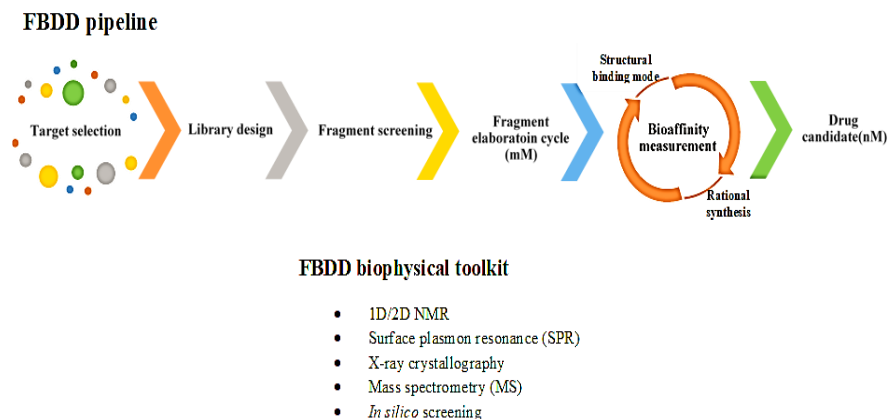 FBDD pipeline
Structural
binding mode
Target selection
Library design
Fragment screening
Fragment
elaboratoin cycle
(mM)
Bioaffinity
measurement
Rational
synthesis
Drug
candidate(nM)
FBDD biophysical toolkit
• 1D/2D NMR
• Surface plasmon resonance (SPR)
• X-ray crystallography
• Mass spectrometry (MS)
• In silico screening